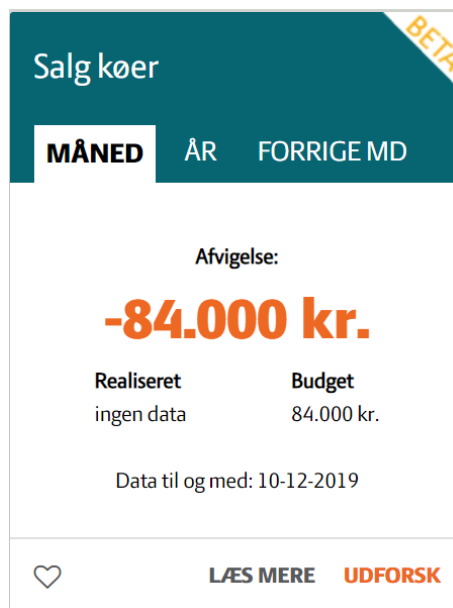 BETA
Salg køer
MÅNED ÅR FORRIGE MD
Afvigelse:
-84.000 kr.
Realiseret Budget
ingen data 84.000 kr.
Data til og med: 10-12-2019
LÆS MERE UDFORSK